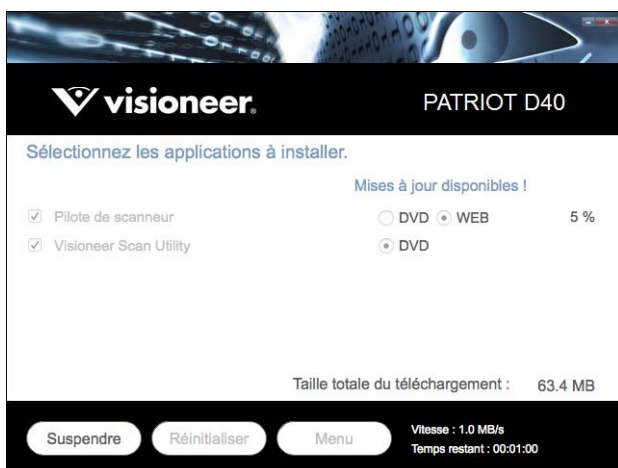 visioneer.
PATRIOT D40
Sélectionnez les applications à installer.
Mises à jour disponibles !
Pilote de scanneur DVD WEB 5 %
Visioneer Scan Utility DVD
Taille totale du téléchargement : 63.4 MB
Suspendre Réinitialiser Menu
Vitesse : 1.0 MB/s
Temps restant : 00:01:00